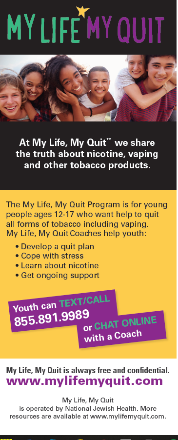 MY LIFE MY QUIT
At My Life, My Quit™ we share
the truth about nicotine, vaping
and other tobacco products.
The My Life, My Quit Program is for young
people ages 12-17 who want help to quit
all forms of tobacco including vaping.
My Life, My Quit Coaches help youth:
• Develop a quit plan
• Cope with stress
• Learn about nicotine
• Get ongoing support
Youth can TEXT/CALL
855.891.9989
or CHAT ONLINE
with a Coach
My Life, My Quit is always free and confidential.
www.mylifemyquit.com
My Life, My Quit
is operated by National Jewish Health. More
resources are available at www.mylifemyquit.com.